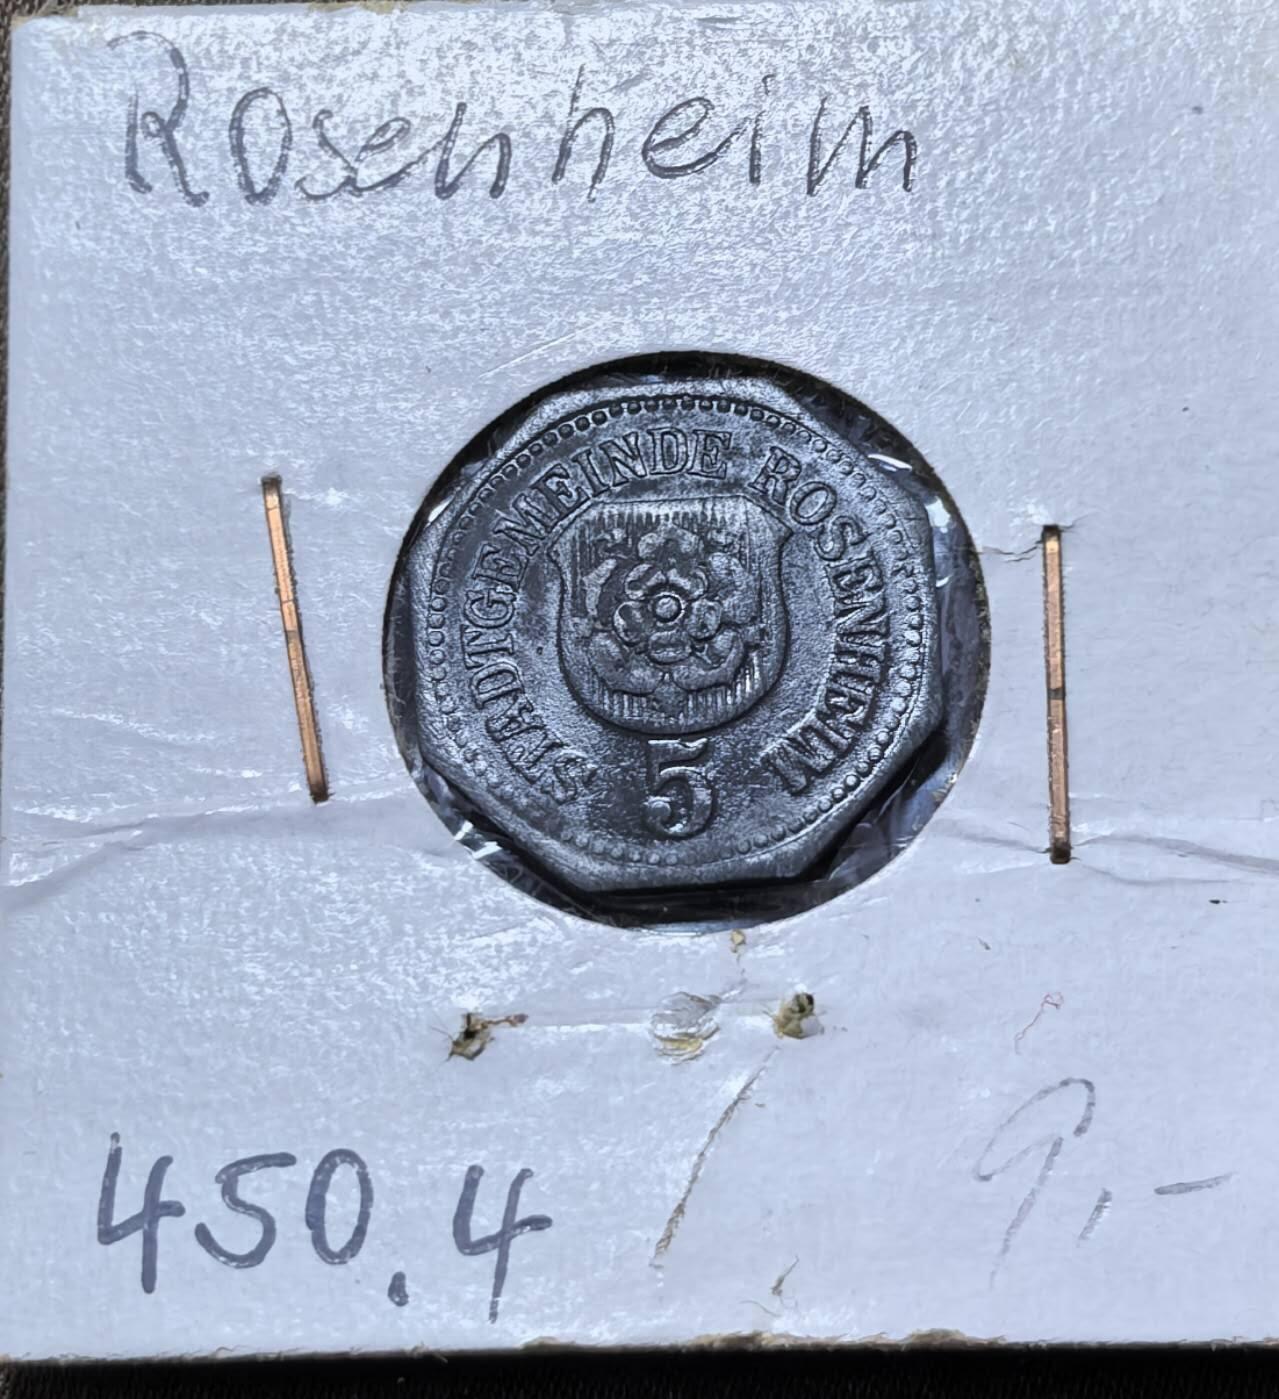 Rosenheim
STADTGEMEINDE ROSENHEIM
5
450.4
9,-